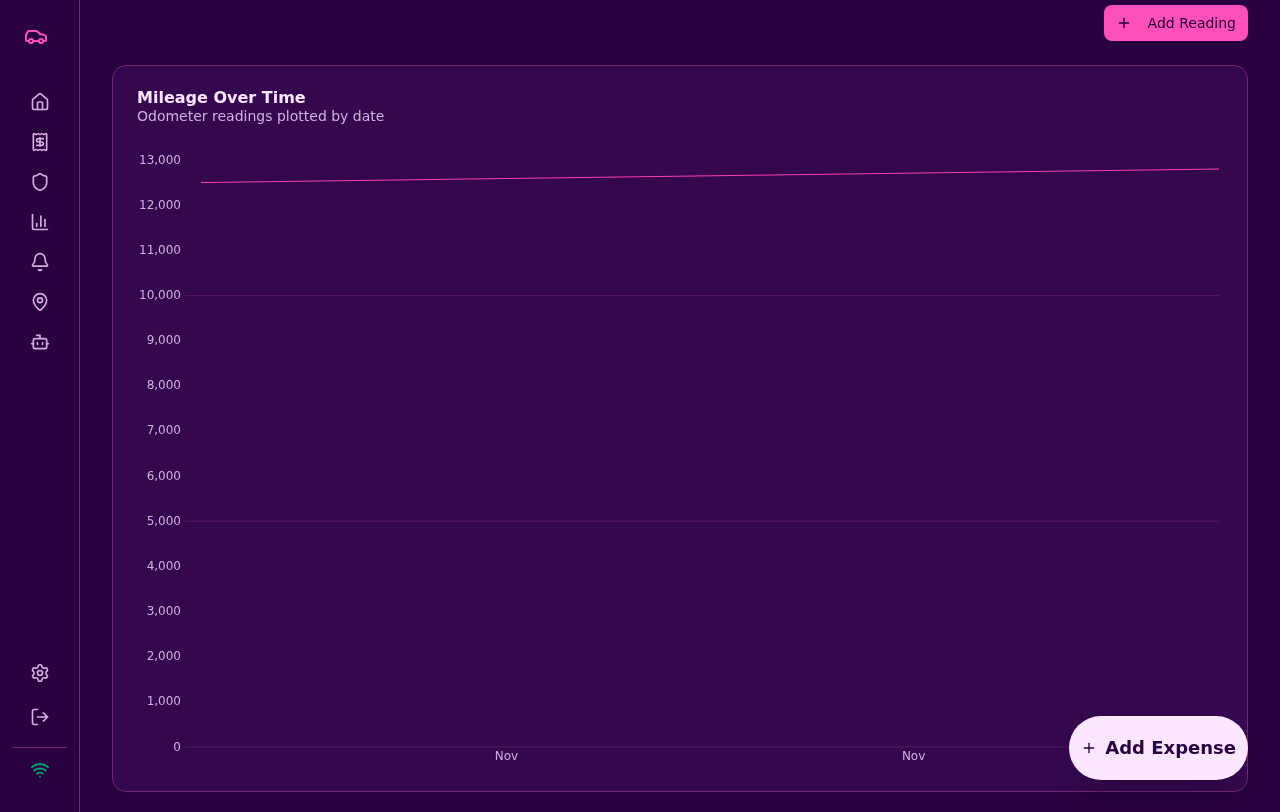 Add Reading
Mileage Over Time
Odometer readings plotted by date
13,000
12,000
11,000
10,000
9,000
8,000
7,000
6,000
5,000
4,000
3,000
2,000
1,000
0
Nov
Nov
Add Expense